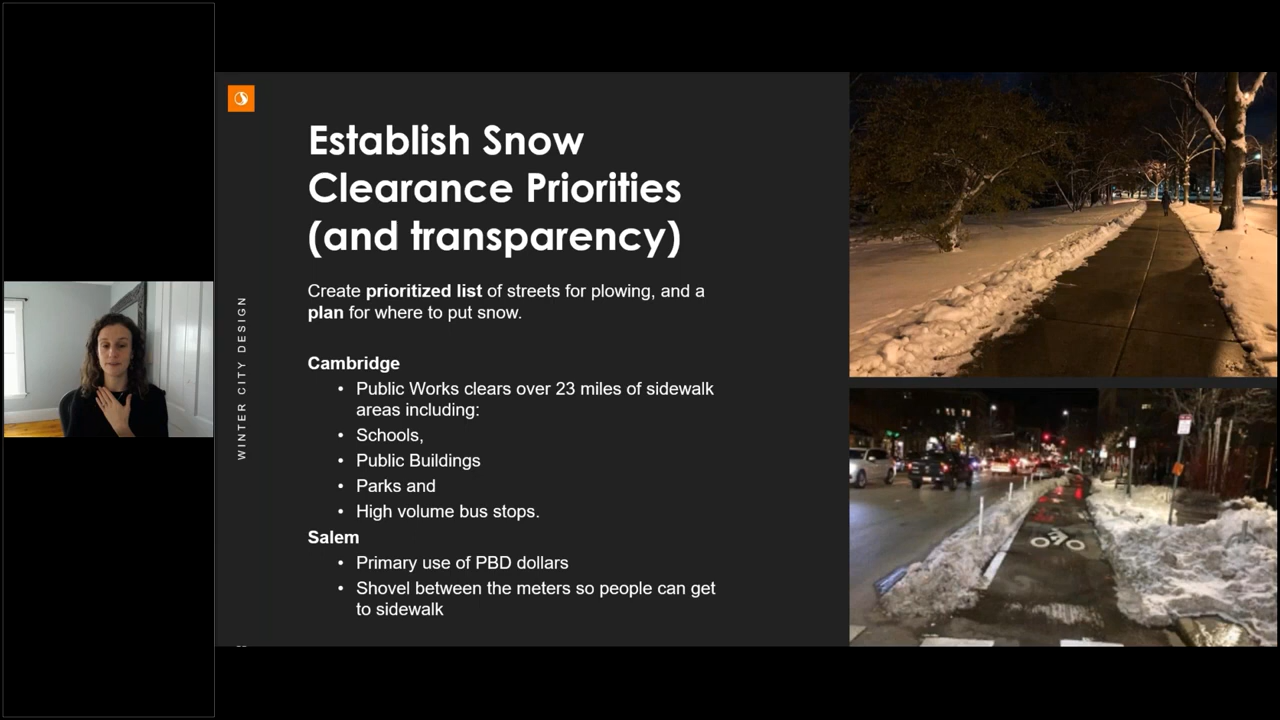 Establish Snow
Clearance Priorities
(and transparency)
Create prioritized list of streets for plowing, and a
plan for where to put snow.
Cambridge
• Public Works clears over 23 miles of sidewalk
areas including:
• Schools,
• Public Buildings
• Parks and
• High volume bus stops.
Salem
• Primary use of PBD dollars
• Shovel between the meters so people can get
to sidewalk
WINTER CITY DESIGN